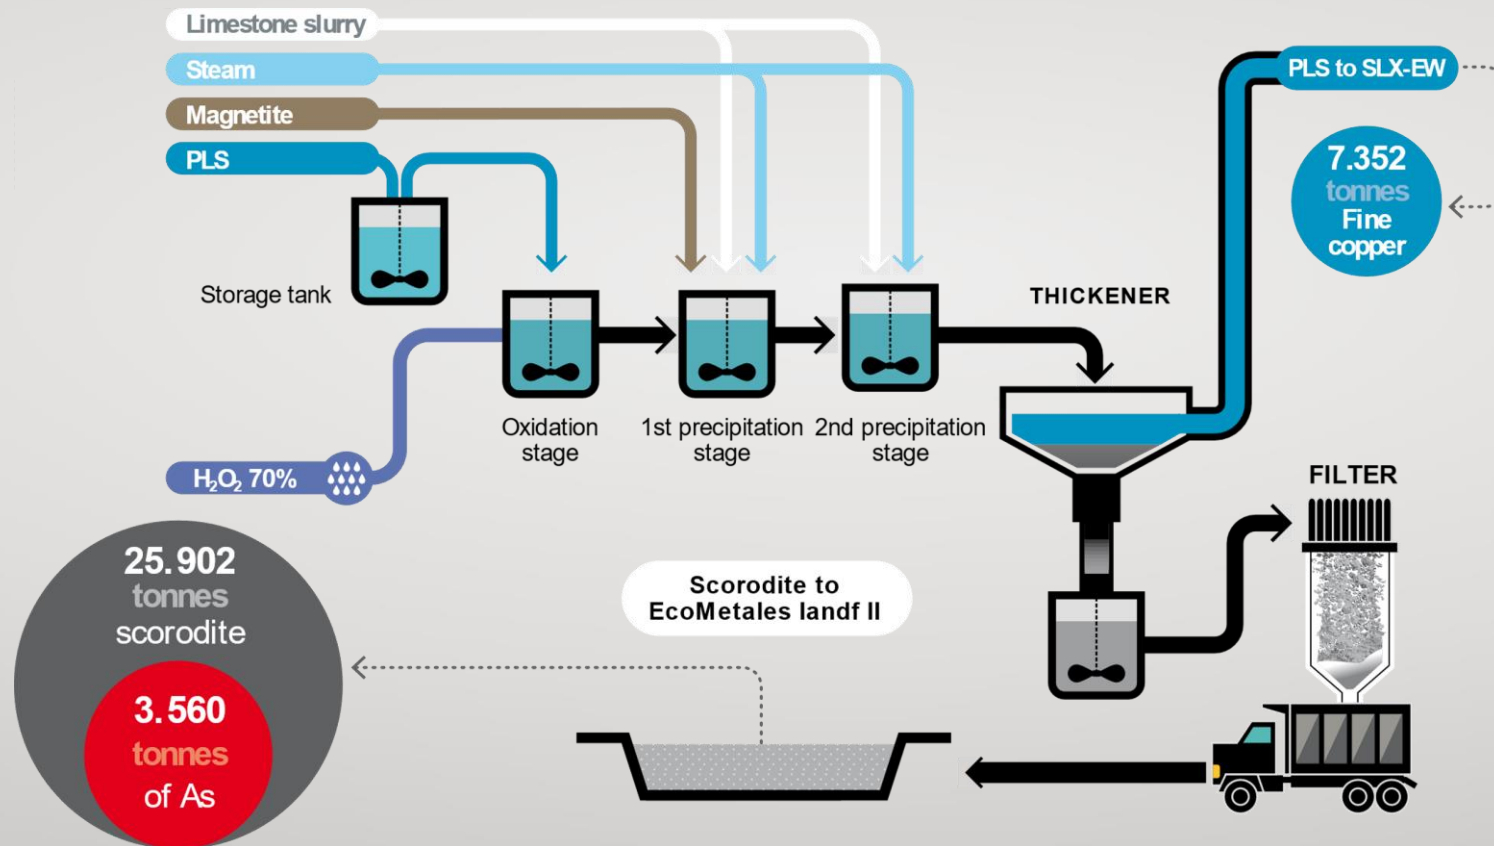 Limestone slurry
Steam
Magnetite
PLS
Storage tank
H₂O₂ 70%
Oxidation
stage
1st precipitation
stage
2nd precipitation
stage
THICKENER
PLS to SLX-EW
7.352
tonnes
Fine
copper
FILTER
Scorodite to
EcoMetales landf II
25.902
tonnes
scorodite
3.560
tonnes
of As